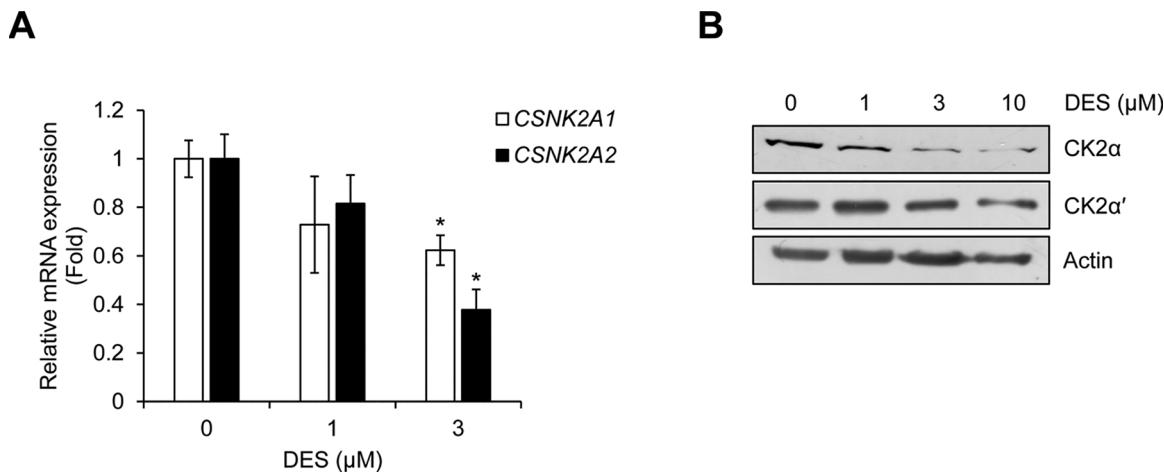 A
B
Relative mRNA expression
(Fold)
1.2
1
0.8
0.6
0.4
0.2
0
CSNK2A1
CSNK2A2
*
*
0 1 3
DES (µM)
0 1 3 10 DES (µM)
CK2α
CK2α′
Actin